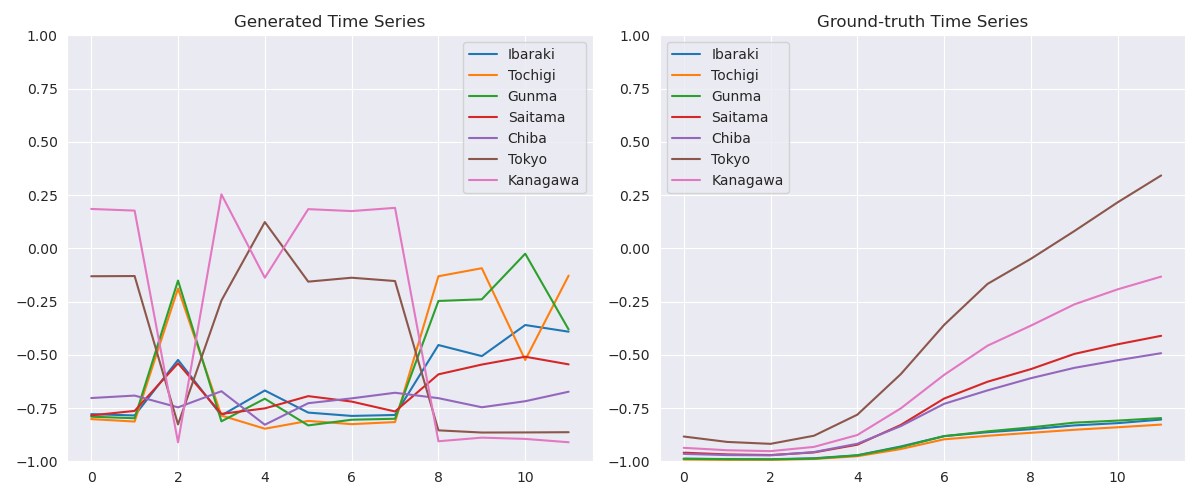 Generated Time Series
1.00
0.75
0.50
0.25
0.00
−0.25
−0.50
−0.75
−1.00
0 2 4 6 8 10
Ibaraki
Tochigi
Gunma
Saitama
Chiba
Tokyo
Kanagawa
Ground-truth Time Series
1.00
0.75
0.50
0.25
0.00
−0.25
−0.50
−0.75
−1.00
0 2 4 6 8 10
Ibaraki
Tochigi
Gunma
Saitama
Chiba
Tokyo
Kanagawa